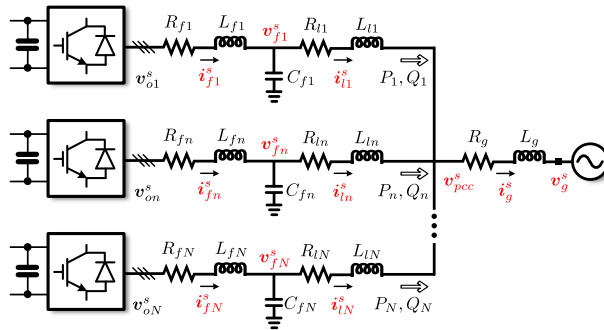 R_{f1} L_{f1} v^s_{f1} R_{l1} L_{l1}
v^s_{o1} i^s_{f1} C_{f1} i^s_{l1} P_1, Q_1
R_{fn} L_{fn} v^s_{fn} R_{ln} L_{ln} R_g L_g
v^s_{on} i^s_{fn} C_{fn} i^s_{ln} P_n, Q_n v^s_{pcc} i^s_g v^s_g
R_{fN} L_{fN} v^s_{fN} R_{lN} L_{lN}
v^s_{oN} i^s_{fN} C_{fN} i^s_{lN} P_N, Q_N